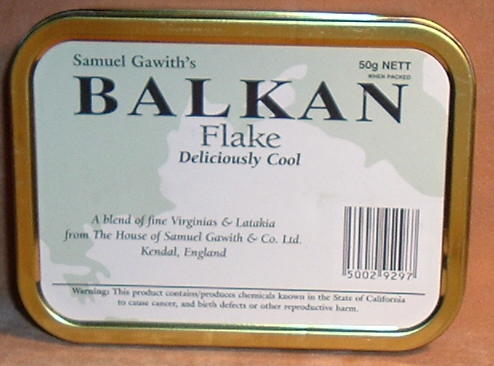 Samuel Gawith's
50g NETT
WHEN PACKED
BALKAN
Flake
Deliciously Cool
A blend of fine Virginias & Latakia
from The House of Samuel Gawith & Co. Ltd.
Kendal, England
5002 9297
Warning: This product contains/produces chemicals known in the State of California
to cause cancer, and birth defects or other reproductive harm.